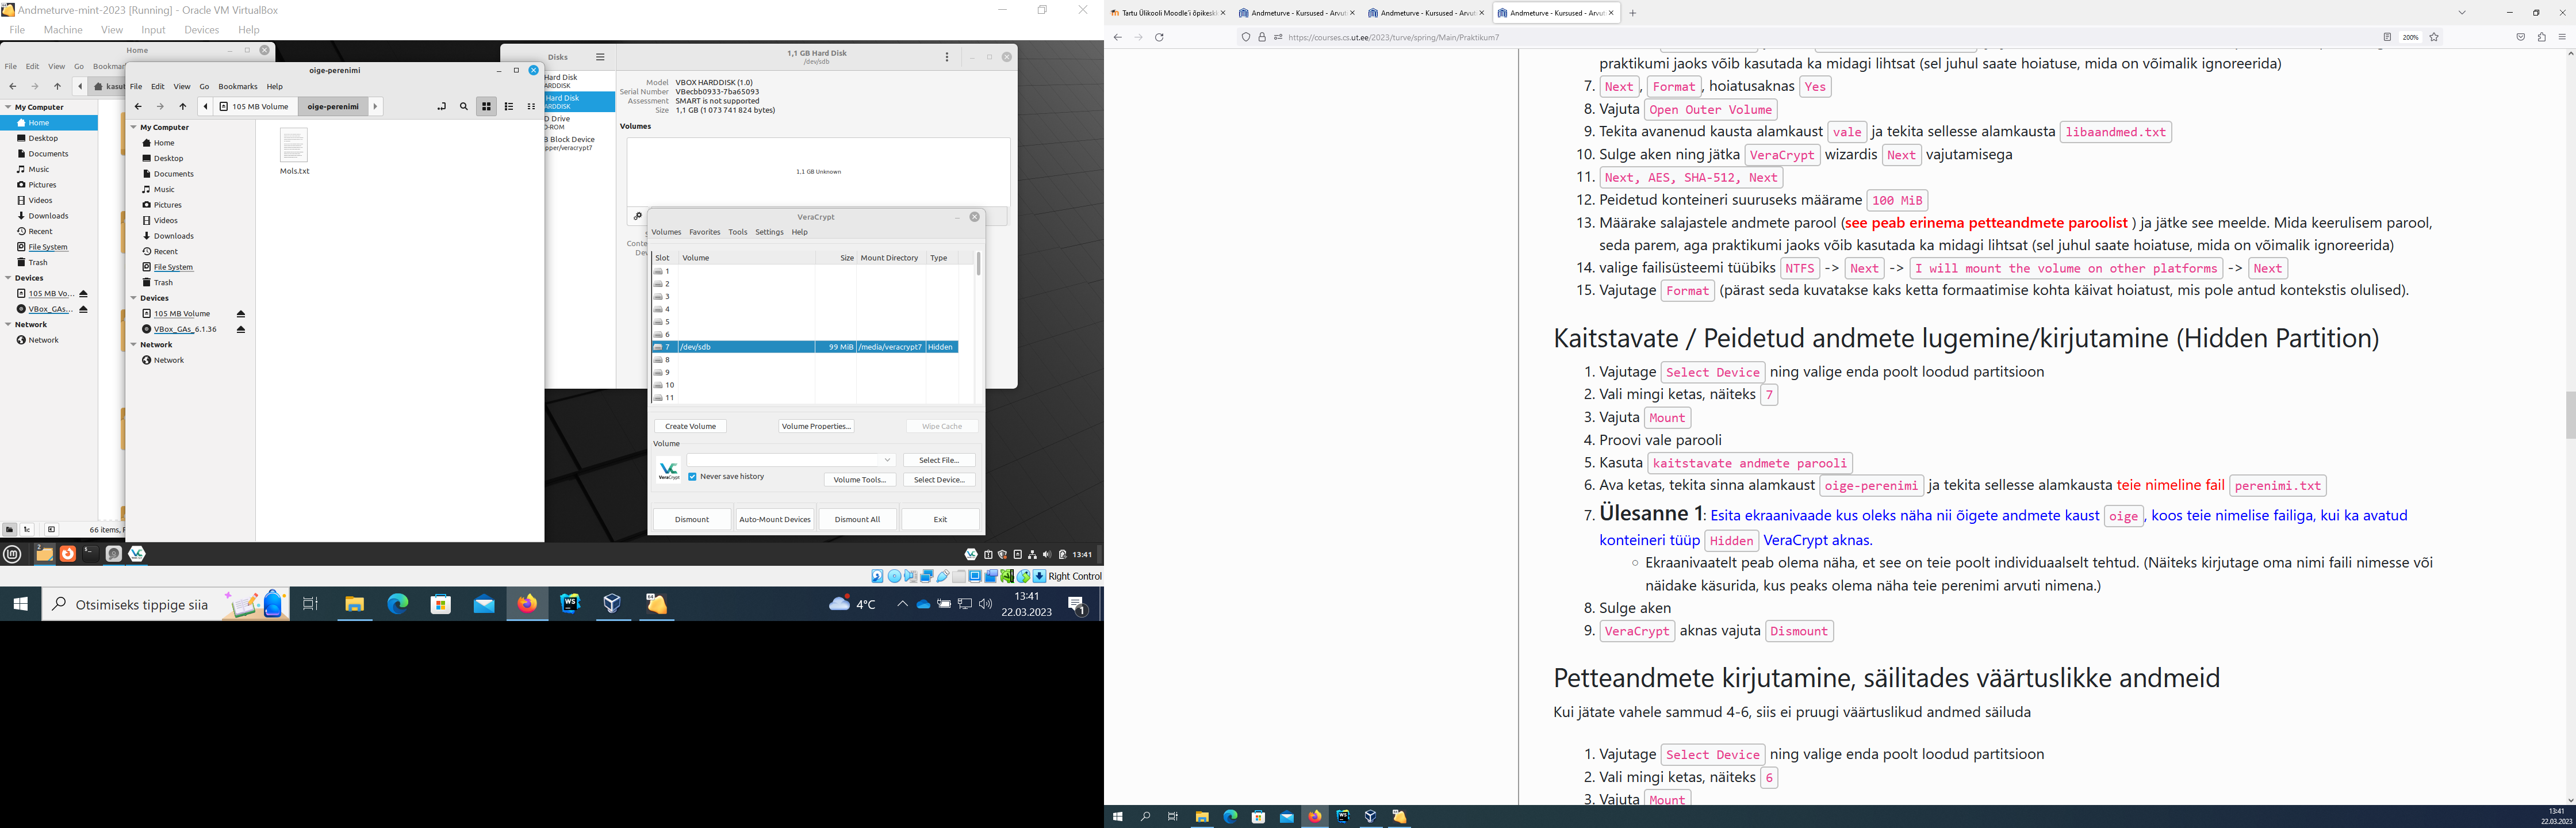 Andmeturve-mint-2023 [Running] - Oracle VM VirtualBox
File Machine View Input Devices Help
Home
File Edit View Go Bookmar
kasut
My Computer
Home
Desktop
Documents
Music
Pictures
Videos
Downloads
Recent
File System
Trash
Devices
105 MB Vo...
VBox_GAs...
Network
Network
66 items, F
oige-perenimi
File Edit View Go Bookmarks Help
105 MB Volume oige-perenimi
My Computer
Home
Desktop
Documents
Music
Pictures
Videos
Downloads
Recent
File System
Trash
Devices
105 MB Volume
VBox_GAs_6.1.36
Network
Network
Mols.txt
Disks
Hard Disk
ARDDISK
Hard Disk
ARDDISK
D Drive
D-ROM
B Block Device
pper/veracrypt7
1,1 GB Hard Disk
/dev/sdb
Model VBOX HARDDISK (1.0)
Serial Number VBecbb0933-7ba65093
Assessment SMART is not supported
Size 1,1 GB (1 073 741 824 bytes)
Volumes
1,1 GB Unknown
Conte
Dev
VeraCrypt
Volumes Favorites Tools Settings Help
Slot Volume Size Mount Directory Type
1
2
3
4
5
6
7 /dev/sdb 99 MiB /media/veracrypt7 Hidden
8
9
10
11
Create Volume Volume Properties... Wipe Cache
Volume
VeraCrypt
Select File...
Never save history
Volume Tools... Select Device...
Dismount Auto-Mount Devices Dismount All Exit
13:41
Right Control
Otsimiseks tippige siia
4°C
13:41
22.03.2023
1
Tartu Ülikooli Moodle'i õpikeskk
Andmeturve - Kursused - Arvuti
Andmeturve - Kursused - Arvuti
Andmeturve - Kursused - Arvuti
https://courses.cs.ut.ee/2023/turve/spring/Main/Praktikum7
200%
praktikumi jaoks võib kasutada ka midagi lihtsat (sel juhul saate hoiatuse, mida on võimalik ignoreerida)
7. Next, Format, hoiatusaknas Yes
8. Vajuta Open Outer Volume
9. Tekita avanenud kausta alamkaust vale ja tekita sellesse alamkausta libaandmed.txt
10. Sulge aken ning jätka VeraCrypt wizardis Next vajutamisega
11. Next, AES, SHA-512, Next
12. Peidetud konteineri suuruseks määrame 100 MiB
13. Määrake salajastele andmete parool (see peab erinema petteandmete paroolist ) ja jätke see meelde. Mida keerulisem parool,
seda parem, aga praktikumi jaoks võib kasutada ka midagi lihtsat (sel juhul saate hoiatuse, mida on võimalik ignoreerida)
14. valige failisüsteemi tüübiks NTFS -> Next -> I will mount the volume on other platforms -> Next
15. Vajutage Format (pärast seda kuvatakse kaks ketta formaatimise kohta käivat hoiatust, mis pole antud kontekstis olulised).
Kaitstavate / Peidetud andmete lugemine/kirjutamine (Hidden Partition)
1. Vajutage Select Device ning valige enda poolt loodud partitsioon
2. Vali mingi ketas, näiteks 7
3. Vajuta Mount
4. Proovi vale parooli
5. Kasuta kaitstavate andmete parooli
6. Ava ketas, tekita sinna alamkaust oige-perenimi ja tekita sellesse alamkausta teie nimeline fail perenimi.txt
7. Ülesanne 1: Esita ekraanivaade kus oleks näha nii õigete andmete kaust oige, koos teie nimelise failiga, kui ka avatud
konteineri tüüp Hidden VeraCrypt aknas.
Ekraanivaatelt peab olema näha, et see on teie poolt individuaalselt tehtud. (Näiteks kirjutage oma nimi faili nimesse või
näidake käsurida, kus peaks olema näha teie perenimi arvuti nimena.)
8. Sulge aken
9. VeraCrypt aknas vajuta Dismount
Petteandmete kirjutamine, säilitades väärtuslikke andmeid
Kui jätate vahele sammud 4-6, siis ei pruugi väärtuslikud andmed säiluda
1. Vajutage Select Device ning valige enda poolt loodud partitsioon
2. Vali mingi ketas, näiteks 6
3. Vajuta Mount
13:41
22.03.2023